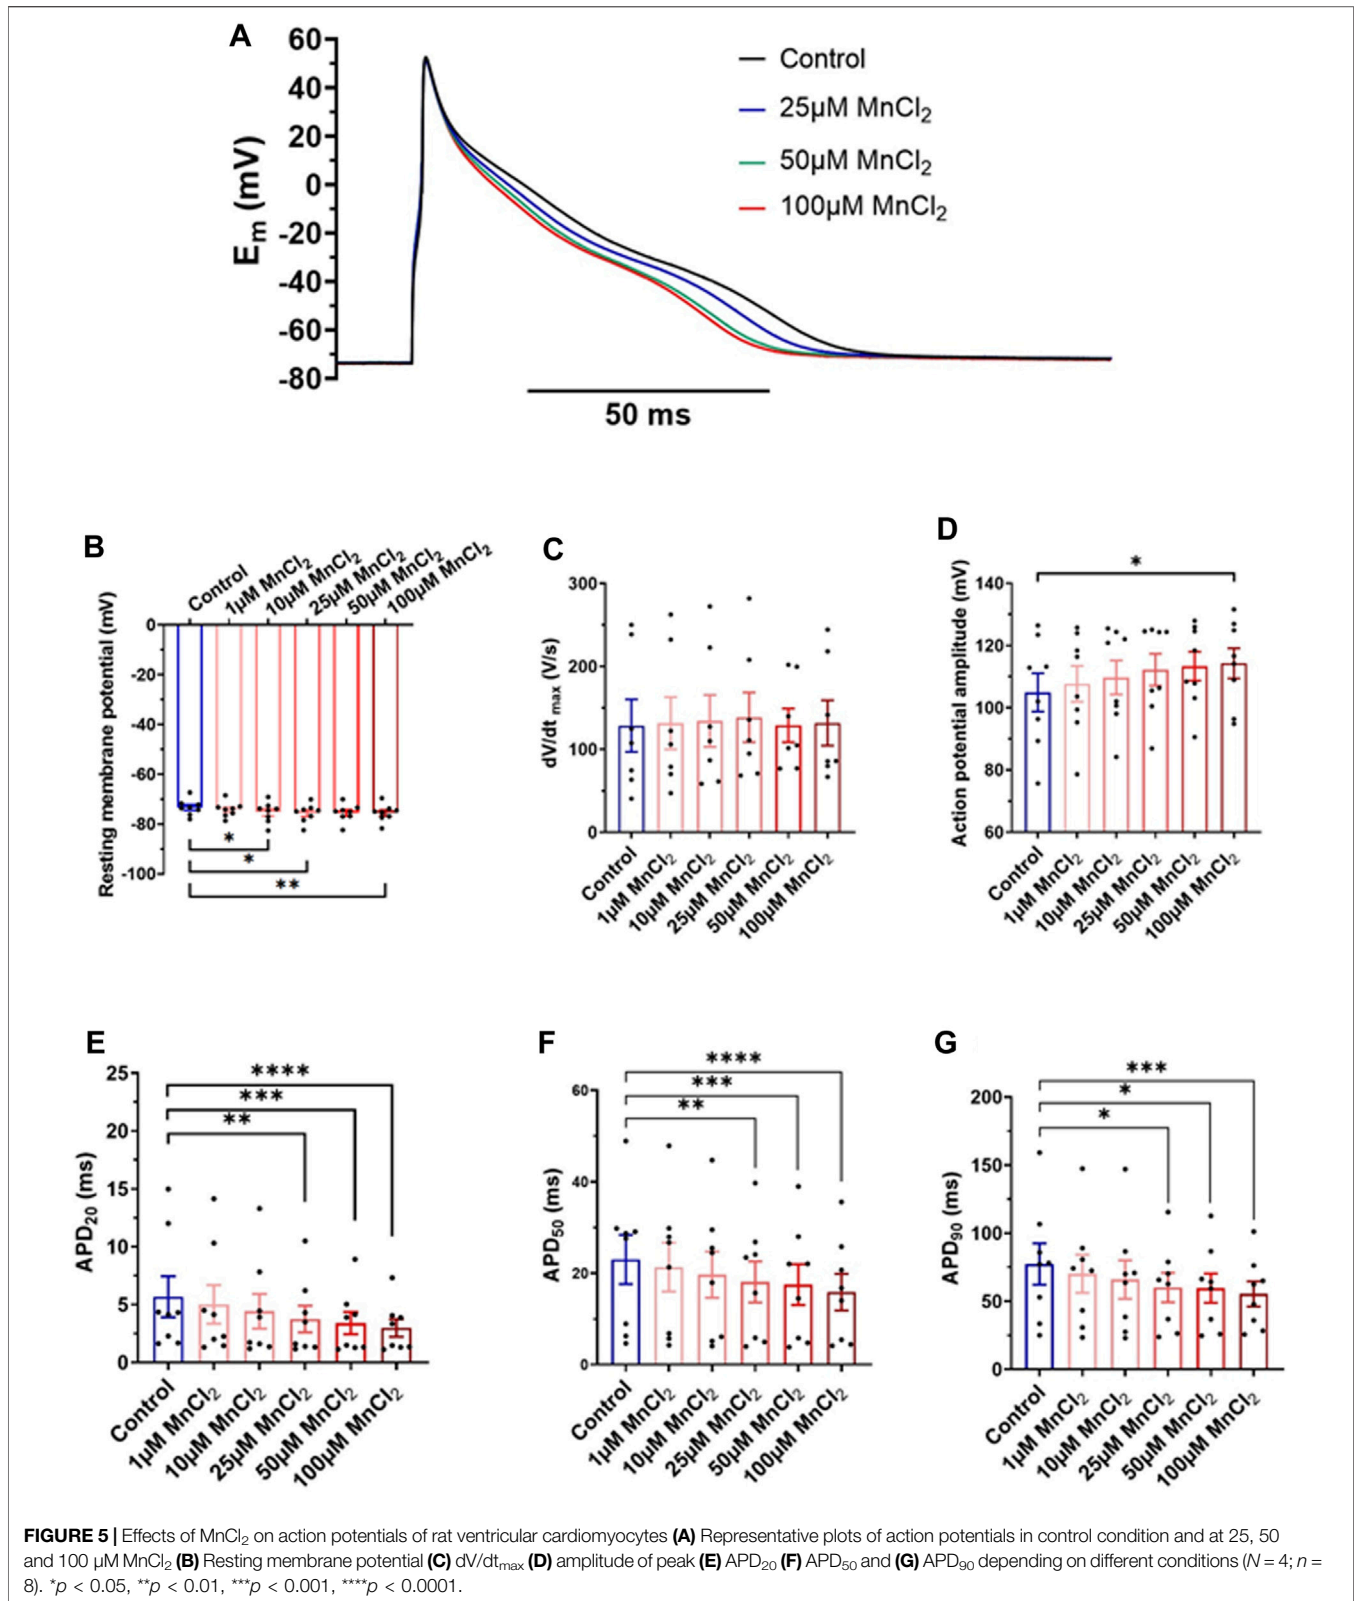 A
60
40
20
0
-20
-40
-60
-80
Eₘ (mV)
Control
25µM MnCl₂
50µM MnCl₂
100µM MnCl₂
50 ms
B
Control
1µM MnCl₂
10µM MnCl₂
25µM MnCl₂
50µM MnCl₂
100µM MnCl₂
Resting membrane potential (mV)
0
-20
-40
-60
-80
-100
*
*
**
C
dV/dt max (V/s)
300
200
100
0
Control
1µM MnCl₂
10µM MnCl₂
25µM MnCl₂
50µM MnCl₂
100µM MnCl₂
D
*
Action potential amplitude (mV)
140
120
100
80
60
Control
1µM MnCl₂
10µM MnCl₂
25µM MnCl₂
50µM MnCl₂
100µM MnCl₂
E
****
***
**
APD₂₀ (ms)
25
20
15
10
5
0
Control
1µM MnCl₂
10µM MnCl₂
25µM MnCl₂
50µM MnCl₂
100µM MnCl₂
F
****
***
**
APD₅₀ (ms)
60
40
20
0
Control
1µM MnCl₂
10µM MnCl₂
25µM MnCl₂
50µM MnCl₂
100µM MnCl₂
G
***
*
*
APD₉₀ (ms)
200
150
100
50
0
Control
1µM MnCl₂
10µM MnCl₂
25µM MnCl₂
50µM MnCl₂
100µM MnCl₂
FIGURE 5 | Effects of MnCl₂ on action potentials of rat ventricular cardiomyocytes (A) Representative plots of action potentials in control condition and at 25, 50
and 100 µM MnCl₂ (B) Resting membrane potential (C) dV/dtₘₐₓ (D) amplitude of peak (E) APD₂₀ (F) APD₅₀ and (G) APD₉₀ depending on different conditions (N = 4; n =
8). *p < 0.05, **p < 0.01, ***p < 0.001, ****p < 0.0001.